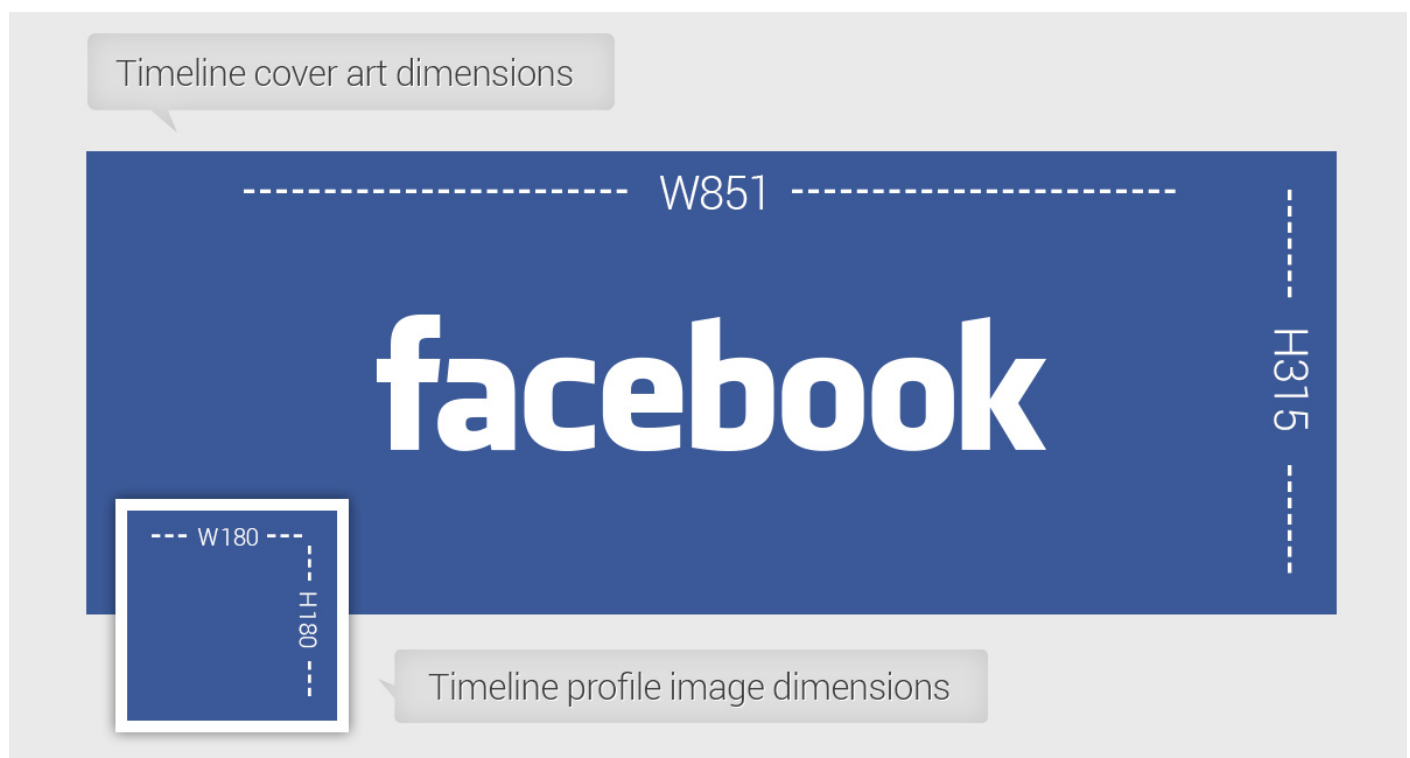 Timeline cover art dimensions
W851
H315
facebook
W180
H180
Timeline profile image dimensions